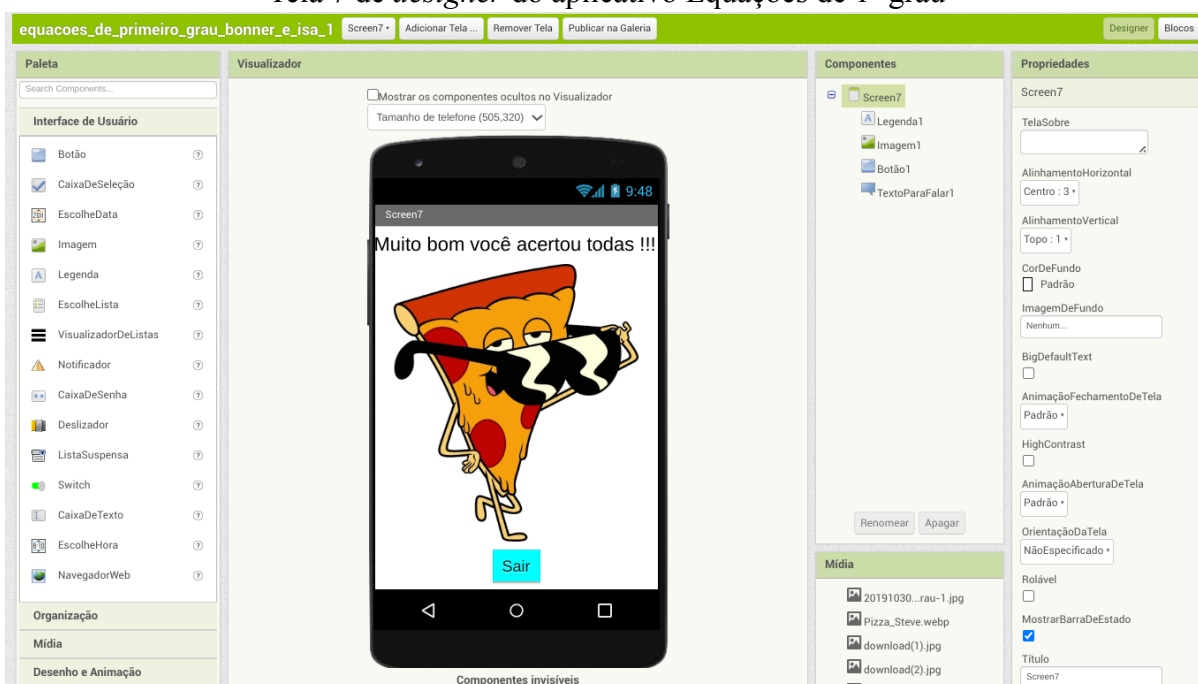 Tela 7 de designer do aplicativo Equações de 1º grau
equacoes_de_primeiro_grau_bonner_e_isa_1 Screen7 Adicionar Tela ... Remover Tela Publicar na Galeria Designer Blocos
Paleta
Search Components...
Interface de Usuário
Botão
CaixaDeSeleção
EscolheData
Imagem
Legenda
EscolheLista
VisualizadorDeListas
Notificador
CaixaDeSenha
Deslizador
ListaSuspensa
Switch
CaixaDeTexto
EscolheHora
NavegadorWeb
Organização
Mídia
Desenho e Animação
Visualizador
Mostrar os componentes ocultos no Visualizador
Tamanho de telefone (505,320)
9:48
Screen7
Muito bom você acertou todas !!!
Sair
Componentes invisíveis
Componentes
Screen7
Legenda1
Imagem1
Botão1
TextoParaFalar1
Renomear Apagar
Mídia
20191030...rau-1.jpg
Pizza_Steve.webp
download(1).jpg
download(2).jpg
Propriedades
Screen7
TelaSobre
AlinhamentoHorizontal
Centro : 3
AlinhamentoVertical
Topo : 1
CorDeFundo
Padrão
ImagemDeFundo
Nenhum...
BigDefaultText
AnimaçãoFechamentoDeTela
Padrão
HighContrast
AnimaçãoAberturaDeTela
Padrão
OrientaçãoDaTela
NãoEspecificado
Rolável
MostrarBarraDeEstado
Título
Screen7